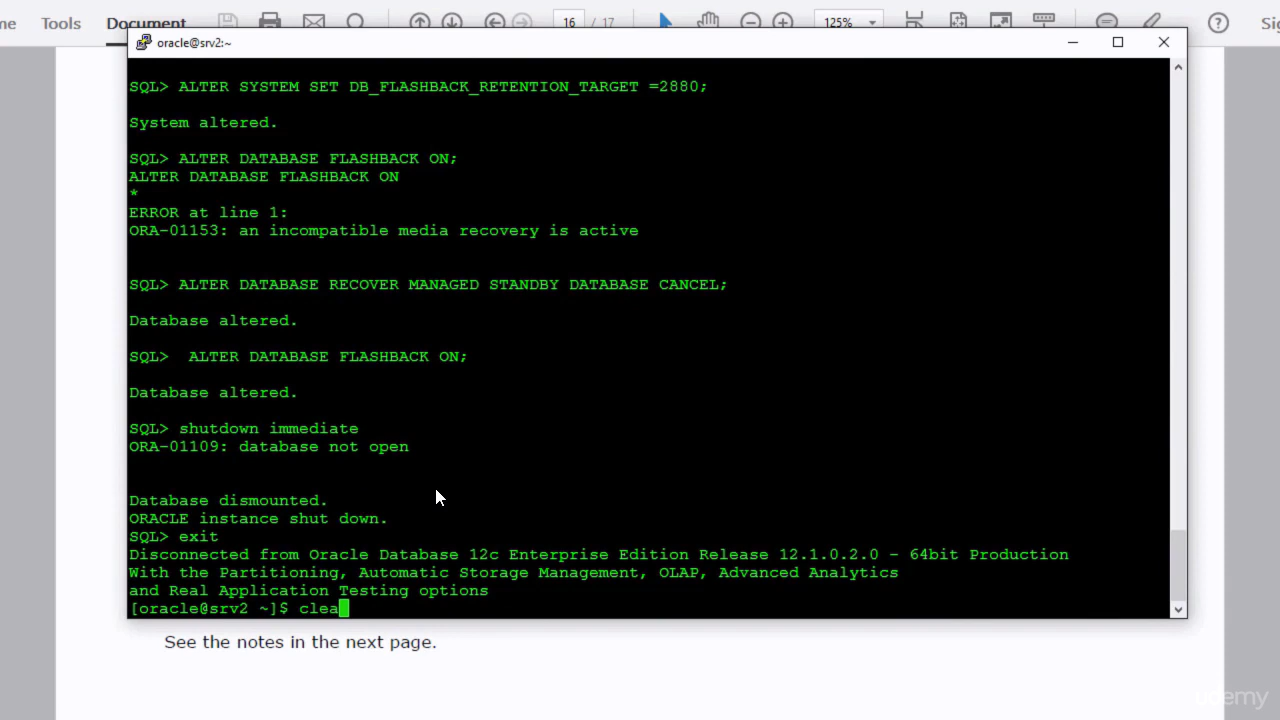 me Tools Document 16 / 17 125% Sig
oracle@srv2:~
SQL> ALTER SYSTEM SET DB_FLASHBACK_RETENTION_TARGET =2880;
System altered.
SQL> ALTER DATABASE FLASHBACK ON;
ALTER DATABASE FLASHBACK ON
*
ERROR at line 1:
ORA-01153: an incompatible media recovery is active
SQL> ALTER DATABASE RECOVER MANAGED STANDBY DATABASE CANCEL;
Database altered.
SQL>  ALTER DATABASE FLASHBACK ON;
Database altered.
SQL> shutdown immediate
ORA-01109: database not open
Database dismounted.
ORACLE instance shut down.
SQL> exit
Disconnected from Oracle Database 12c Enterprise Edition Release 12.1.0.2.0 - 64bit Production
With the Partitioning, Automatic Storage Management, OLAP, Advanced Analytics
and Real Application Testing options
[oracle@srv2 ~]$ clea
See the notes in the next page.
udemy